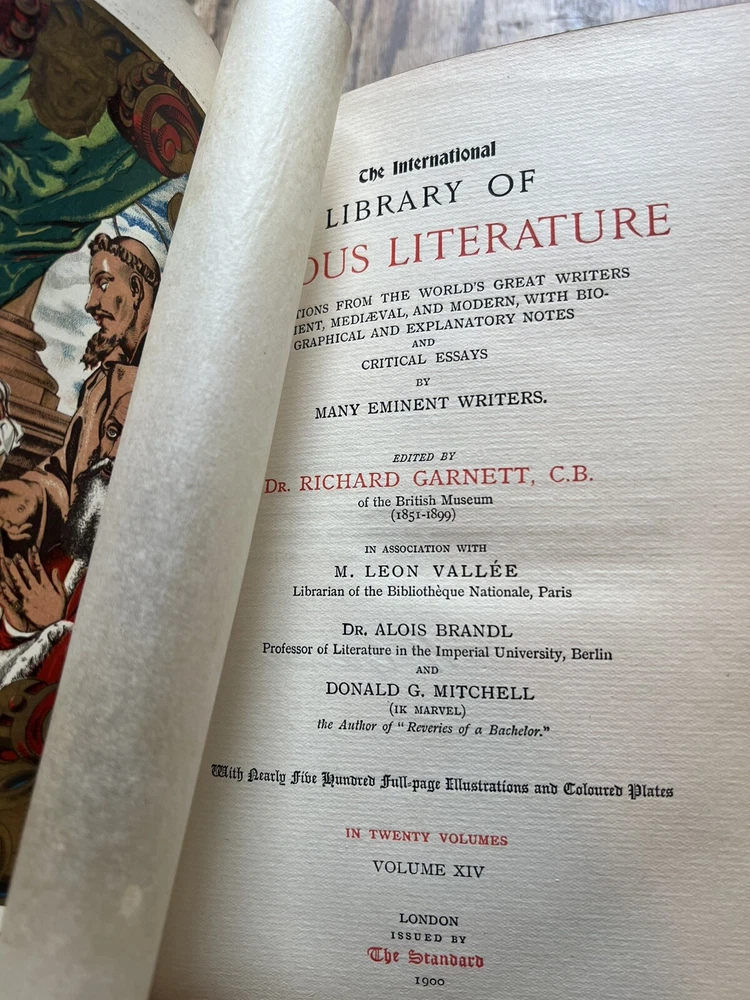 The International
LIBRARY OF
OUS LITERATURE
TIONS FROM THE WORLD'S GREAT WRITERS
IENT, MEDIÆVAL, AND MODERN, WITH BIO-
GRAPHICAL AND EXPLANATORY NOTES
AND
CRITICAL ESSAYS
BY
MANY EMINENT WRITERS.
EDITED BY
DR. RICHARD GARNETT, C.B.
of the British Museum
(1851-1899)
IN ASSOCIATION WITH
M. LEON VALLÉE
Librarian of the Bibliothèque Nationale, Paris
DR. ALOIS BRANDL
Professor of Literature in the Imperial University, Berlin
AND
DONALD G. MITCHELL
(IK MARVEL)
the Author of "Reveries of a Bachelor."
With Nearly Five Hundred Full-page Illustrations and Coloured Plates
IN TWENTY VOLUMES
VOLUME XIV
LONDON
ISSUED BY
The Standard
1900